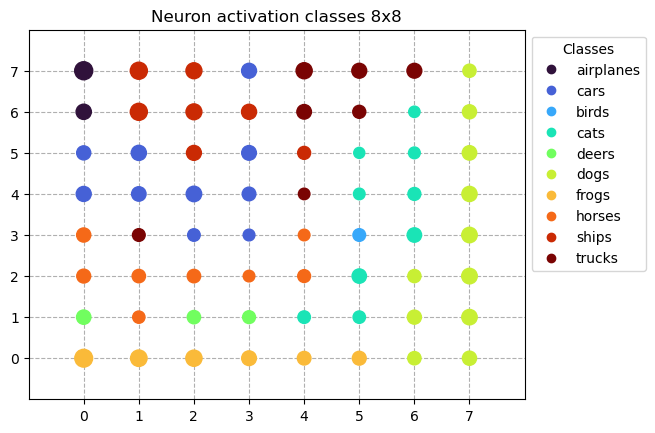 Neuron activation classes 8x8
7
6
5
4
3
2
1
0
0 1 2 3 4 5 6 7
Classes
airplanes
cars
birds
cats
deers
dogs
frogs
horses
ships
trucks